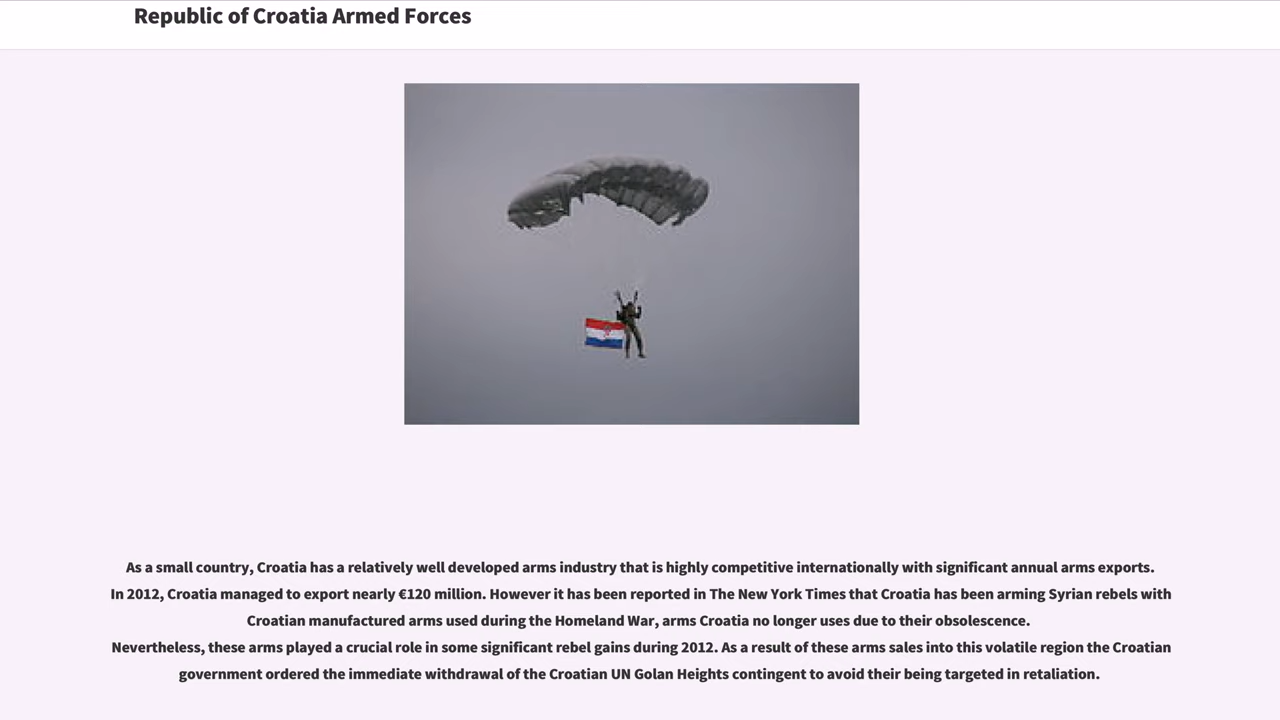 Republic of Croatia Armed Forces
As a small country, Croatia has a relatively well developed arms industry that is highly competitive internationally with significant annual arms exports.
In 2012, Croatia managed to export nearly €120 million. However it has been reported in The New York Times that Croatia has been arming Syrian rebels with
Croatian manufactured arms used during the Homeland War, arms Croatia no longer uses due to their obsolescence.
Nevertheless, these arms played a crucial role in some significant rebel gains during 2012. As a result of these arms sales into this volatile region the Croatian
government ordered the immediate withdrawal of the Croatian UN Golan Heights contingent to avoid their being targeted in retaliation.